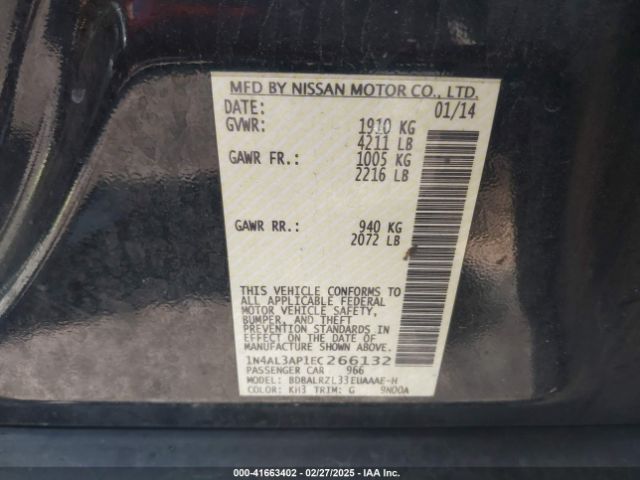 MFD BY NISSAN MOTOR CO., LTD.
DATE: 01/14
GVWR: 1910 KG
4211 LB
GAWR FR.: 1005 KG
2216 LB
GAWR RR.: 940 KG
2072 LB
THIS VEHICLE CONFORMS TO
ALL APPLICABLE FEDERAL
MOTOR VEHICLE SAFETY,
BUMPER, AND THEFT
PREVENTION STANDARDS
IN EFFECT ON THE DATE OF
MANUFACTURE SHOWN ABOVE.
1N4AL3AP1EC266132
PASSENGER CAR 966
MODEL: BDBALRZL33EUAAAE-H
COLOR: KH3 TRIM: G 9N00A
000-41663402 - 02/27/2025 - IAA Inc.